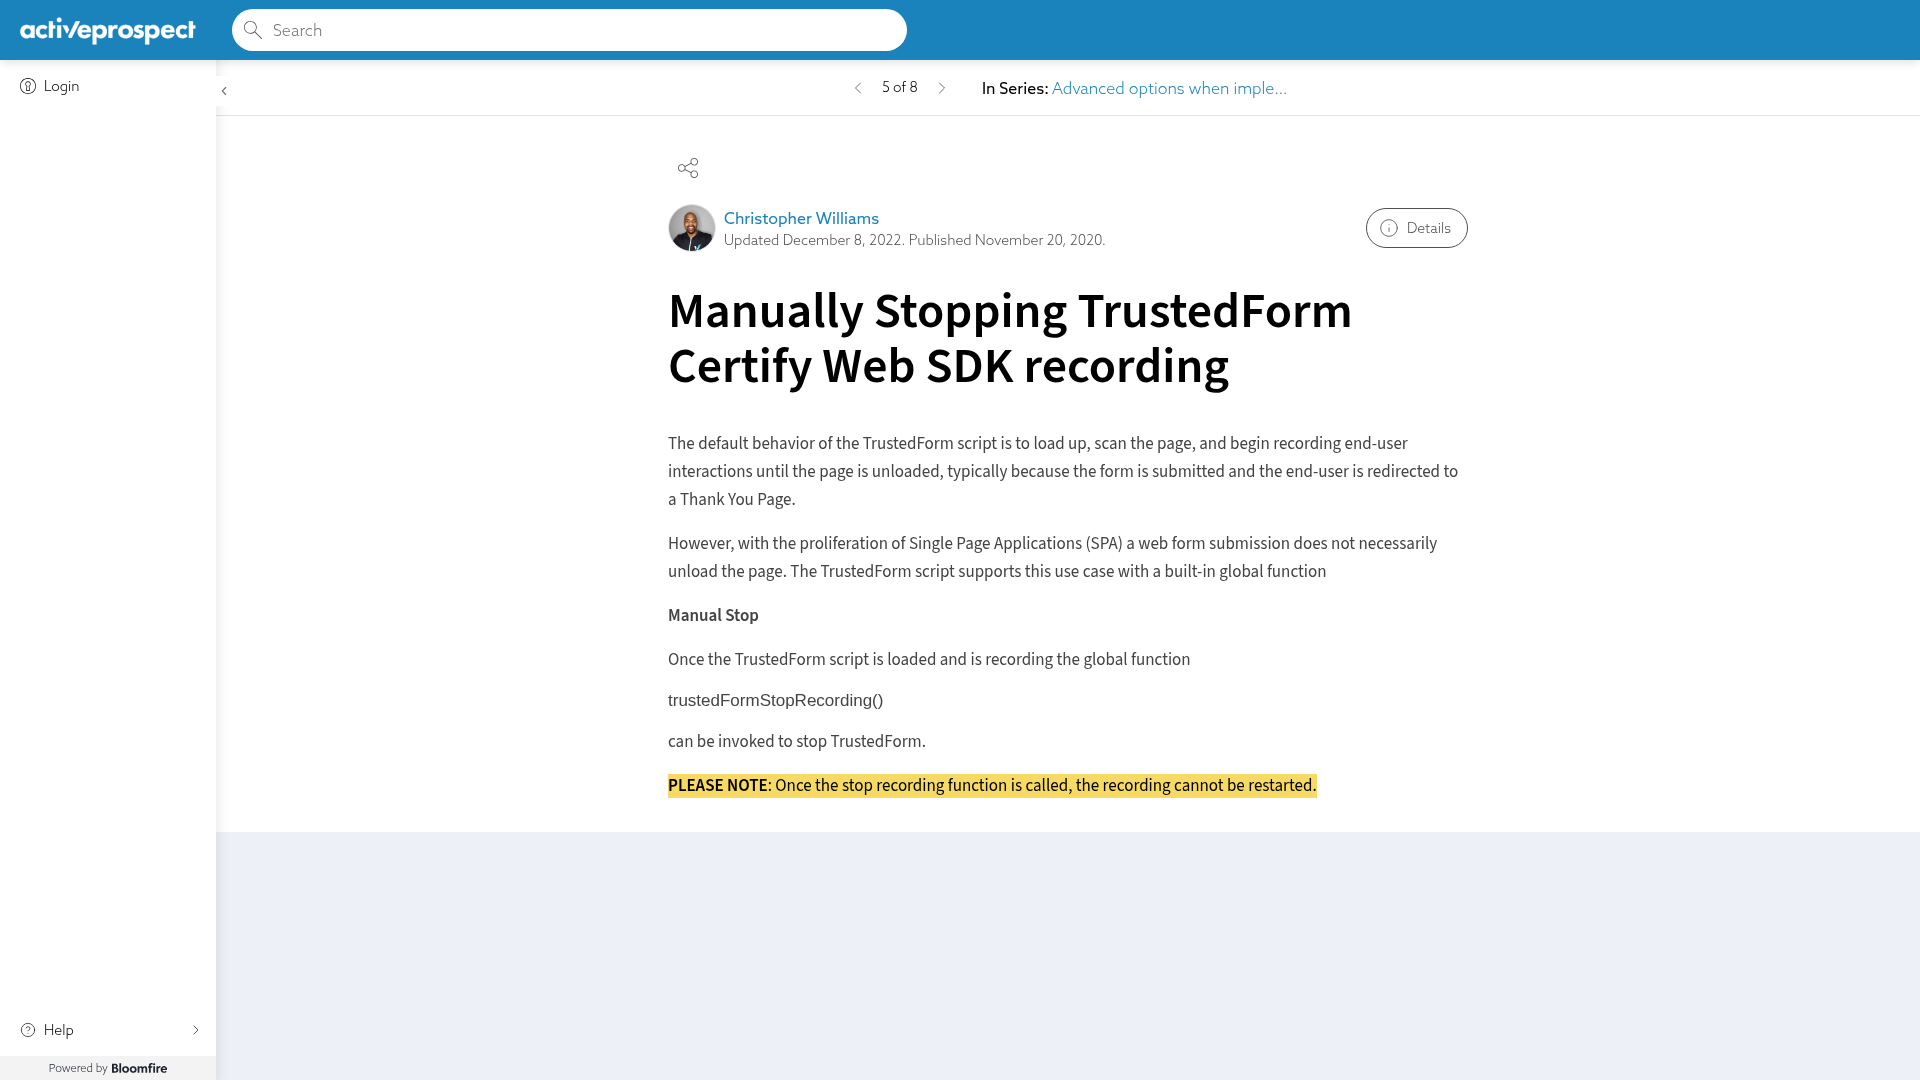 activeprospect
Search
Login
5 of 8
In Series: Advanced options when imple...
Christopher Williams
Updated December 8, 2022. Published November 20, 2020.
Details
Manually Stopping TrustedForm
Certify Web SDK recording
The default behavior of the TrustedForm script is to load up, scan the page, and begin recording end-user
interactions until the page is unloaded, typically because the form is submitted and the end-user is redirected to
a Thank You Page.
However, with the proliferation of Single Page Applications (SPA) a web form submission does not necessarily
unload the page. The TrustedForm script supports this use case with a built-in global function
Manual Stop
Once the TrustedForm script is loaded and is recording the global function
trustedFormStopRecording()
can be invoked to stop TrustedForm.
PLEASE NOTE: Once the stop recording function is called, the recording cannot be restarted.
Help
Powered by Bloomfire